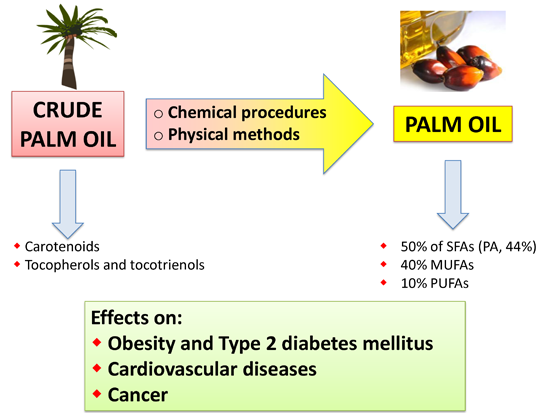 CRUDE
PALM OIL
o Chemical procedures
o Physical methods
PALM OIL
Carotenoids
Tocopherols and tocotrienols
50% of SFAs (PA, 44%)
40% MUFAs
10% PUFAs
Effects on:
Obesity and Type 2 diabetes mellitus
Cardiovascular diseases
Cancer